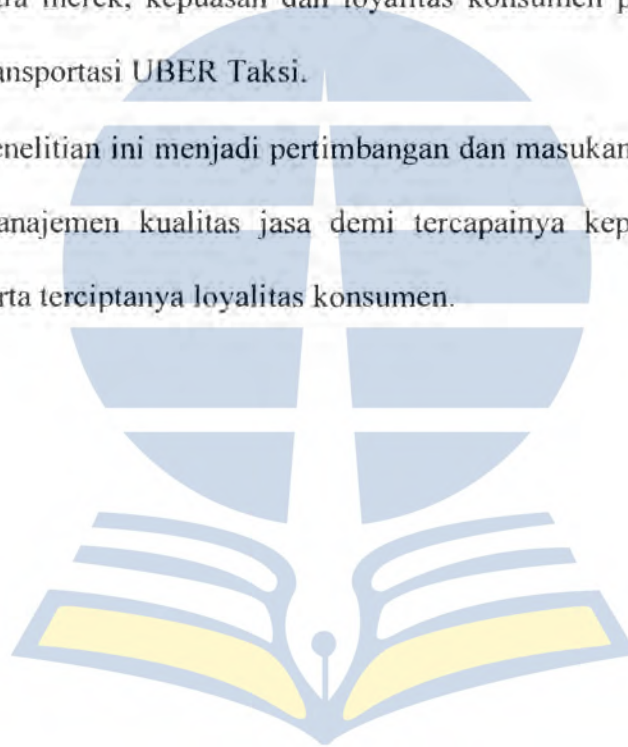 tra merek, kepuasan dan loyalitas konsumen p
ansportasi UBER Taksi.
enelitian ini menjadi pertimbangan dan masukan
anajemen kualitas jasa demi tercapainya kep
rta terciptanya loyalitas konsumen.